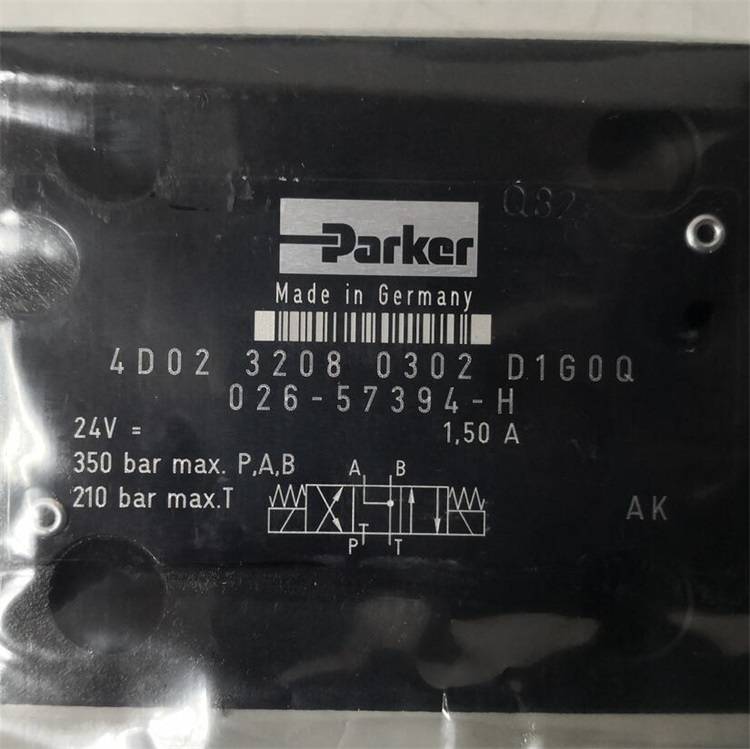 Q82
Parker
Made in Germany
4D02 3208 0302 D1G0Q
026-57394-H
24V = 1,50 A
350 bar max. P,A,B
210 bar max.T
A B
P T
AK